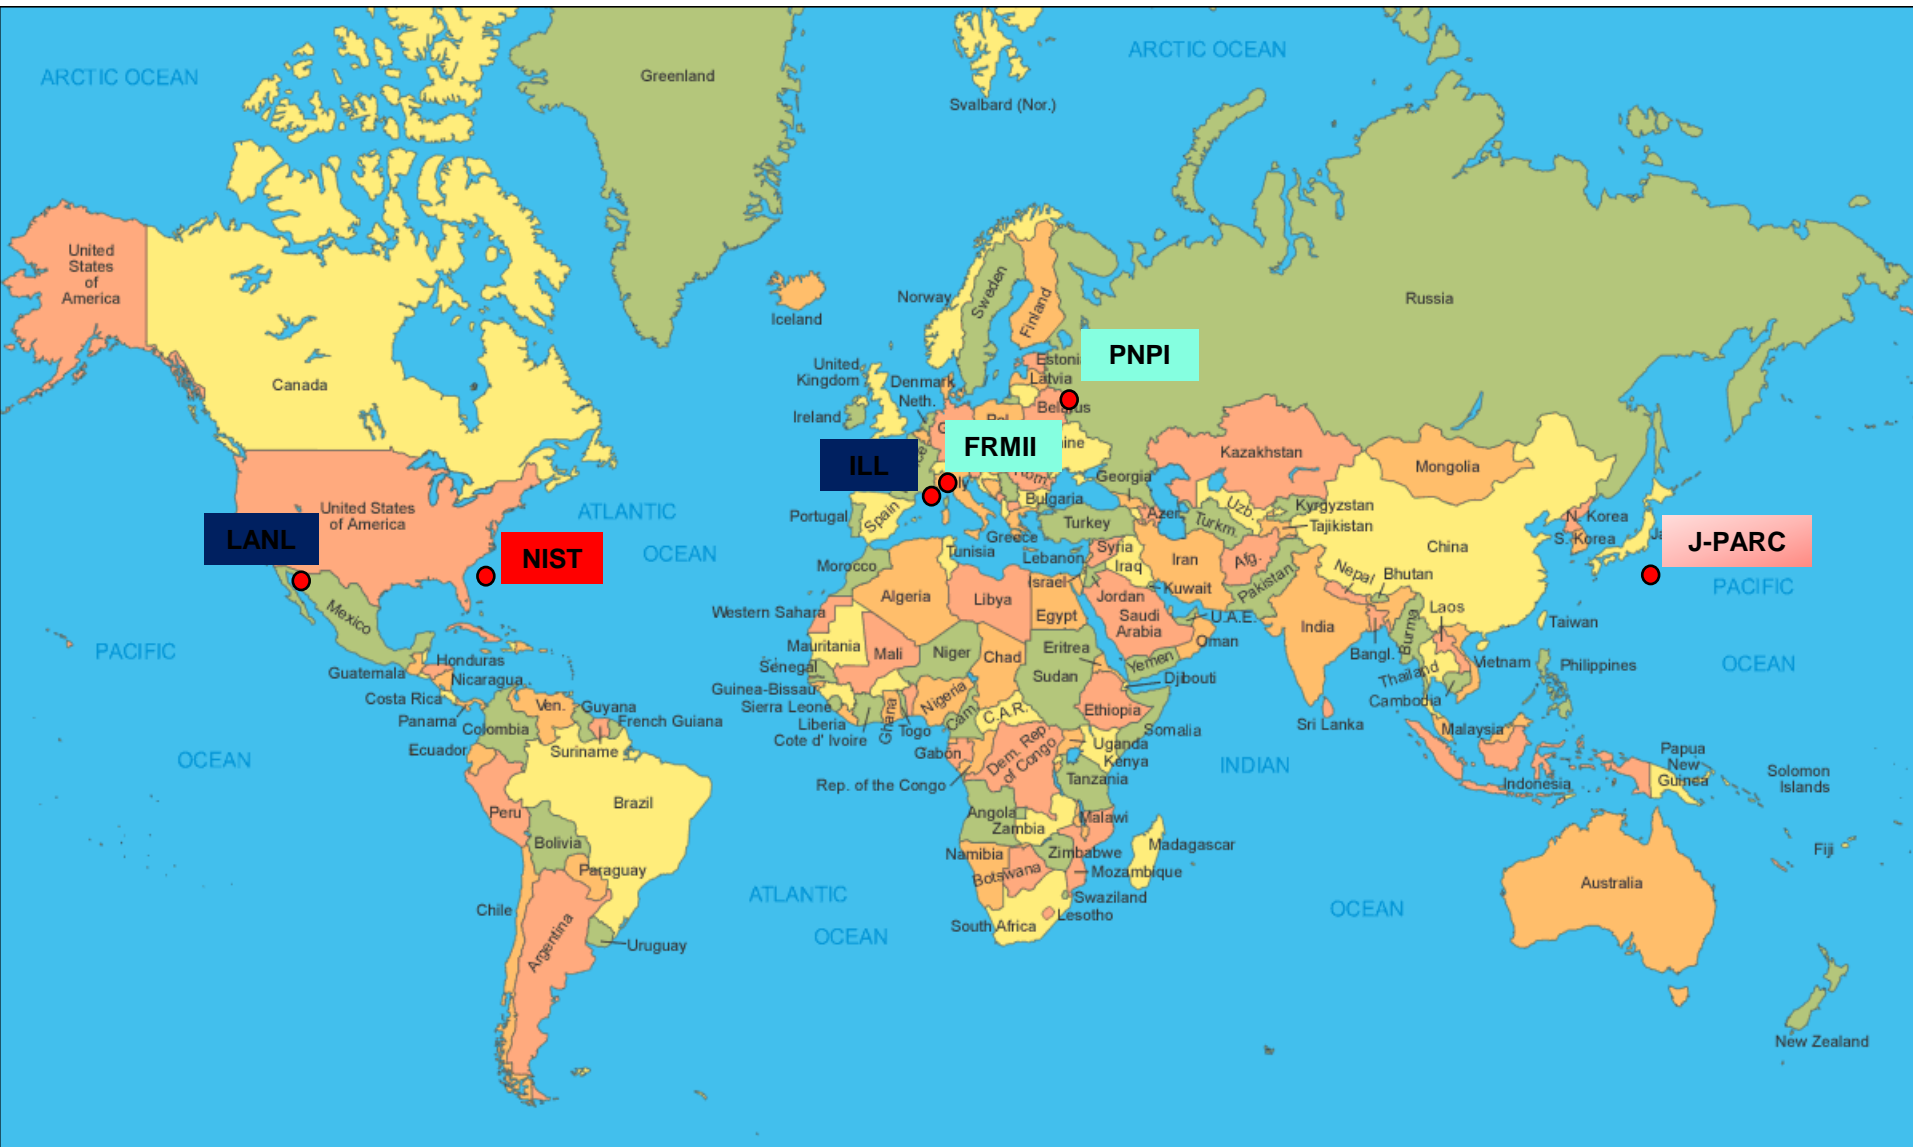 ARCTIC OCEAN
Greenland
Svalbard (Nor.)
ARCTIC OCEAN
United
States
of
America
Canada
Iceland
Norway
Sweden
Finland
Russia
United
Kingdom
Denmark
Neth.
Ireland
Latvia
PNPI
ILL
FRMII
Kazakhstan
Mongolia
United States
of America
ATLANTIC
OCEAN
LANL
NIST
Portugal
Spain
Bulgaria
Georgia
Azer.
Uzb.
Turkm.
Kyrgyzstan
Tajikistan
N. Korea
S. Korea
J-PARC
Greece
Turkey
China
Tunisia
Lebanon
Syria
Iraq
Iran
Afg.
Morocco
Israel
Jordan
Kuwait
Pakistan
Nepal
Bhutan
PACIFIC
OCEAN
Mexico
Western Sahara
Algeria
Libya
Egypt
Saudi
Arabia
U.A.E.
Oman
India
Bangl.
Burma
Laos
Taiwan
PACIFIC
OCEAN
Mauritania
Mali
Niger
Chad
Eritrea
Sudan
Yemen
Djibouti
Thailand
Vietnam
Philippines
Cambodia
Guatemala
Honduras
Nicaragua
Costa Rica
Panama
Senegal
Guinea-Bissau
Sierra Leone
Liberia
Cote d' Ivoire
Ghana
Togo
Nigeria
Cam.
C.A.R.
Ethiopia
Somalia
Sri Lanka
Malaysia
Ven.
Guyana
French Guiana
Colombia
Suriname
Ecuador
Gabon
Rep. of the Congo
Dem. Rep.
of Congo
Uganda
Kenya
Tanzania
INDIAN
OCEAN
Indonesia
Papua
New
Guinea
Solomon
Islands
Peru
Brazil
Bolivia
Paraguay
Chile
Argentina
Uruguay
ATLANTIC
OCEAN
Angola
Zambia
Malawi
Namibia
Botswana
Zimbabwe
Mozambique
Madagascar
Swaziland
Lesotho
South Africa
Australia
Fiji
New Zealand